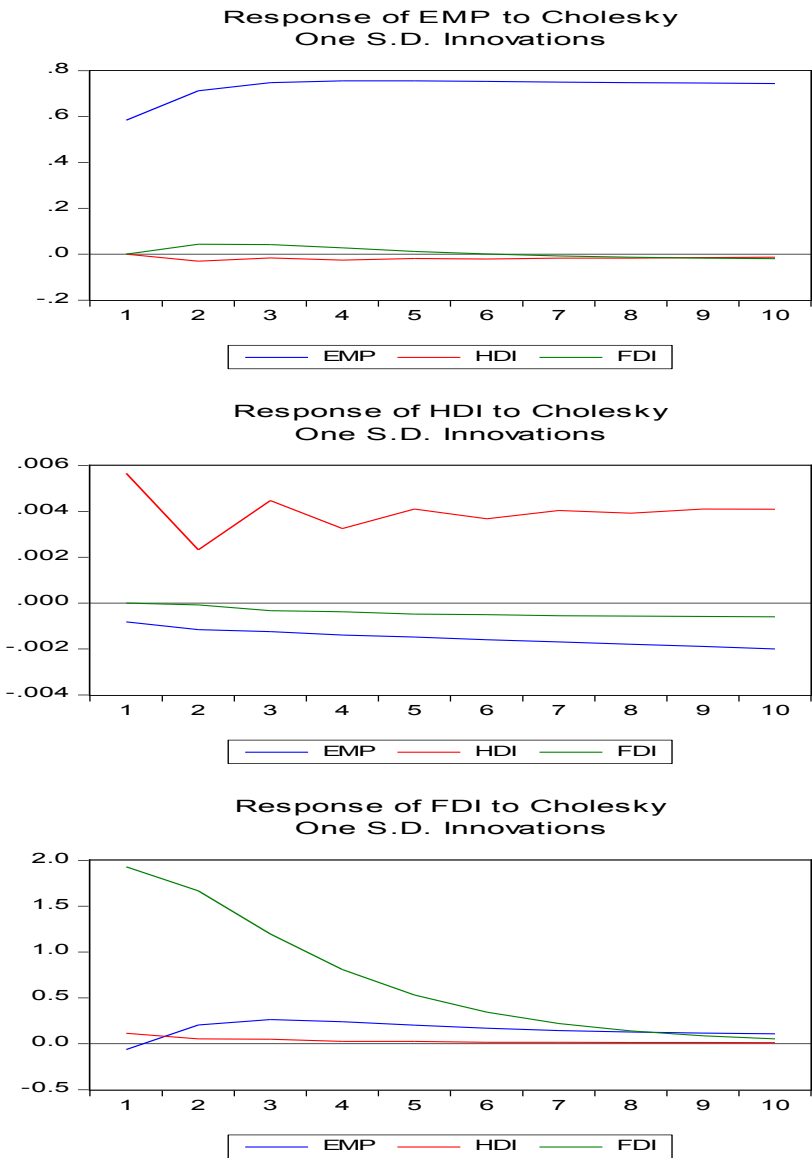 Response of EMP to Cholesky
One S.D. Innovations
.8
.6
.4
.2
.0
-.2
1 2 3 4 5 6 7 8 9 10
EMP HDI FDI
Response of HDI to Cholesky
One S.D. Innovations
.006
.004
.002
.000
-.002
-.004
1 2 3 4 5 6 7 8 9 10
EMP HDI FDI
Response of FDI to Cholesky
One S.D. Innovations
2.0
1.5
1.0
0.5
0.0
-0.5
1 2 3 4 5 6 7 8 9 10
EMP HDI FDI